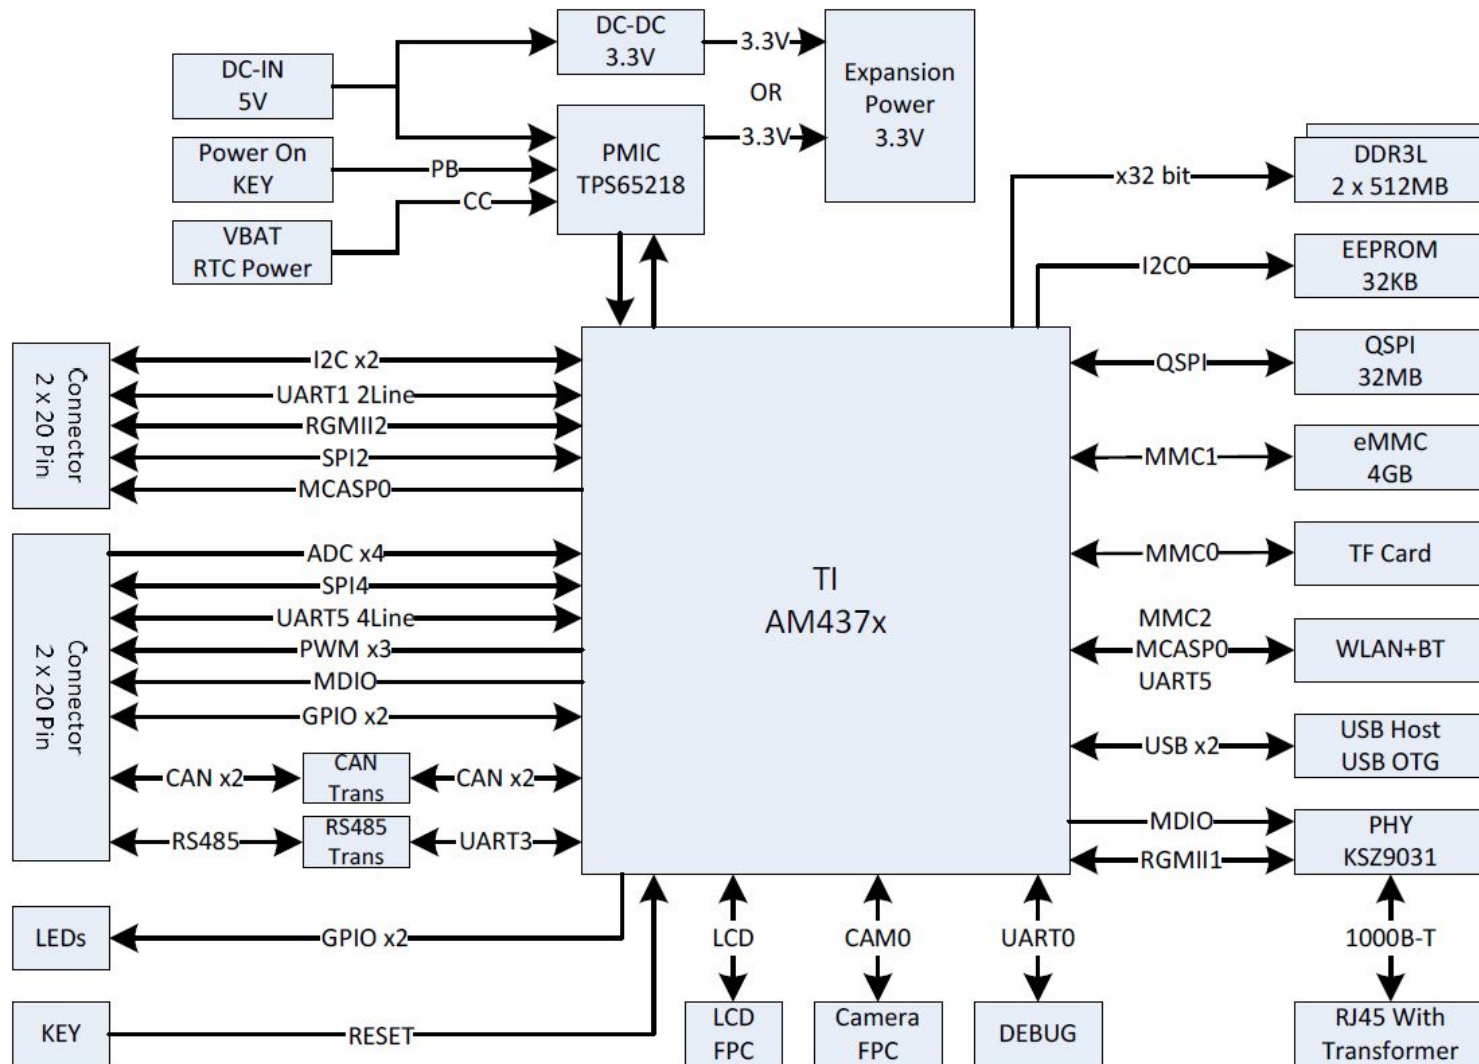 DC-DC
3.3V
3.3V
DC-IN
5V
Expansion
Power
3.3V
OR
3.3V
Power On
KEY
PB
PMIC
TPS65218
CC
VBAT
RTC Power
x32 bit
DDR3L
2 x 512MB
I2C0
EEPROM
32KB
Connector
2 x 20 Pin
I2C x2
UART1 2Line
RGMII2
SPI2
MCASP0
QSPI
QSPI
32MB
MMC1
eMMC
4GB
Connector
2 x 20 Pin
ADC x4
SPI4
UART5 4Line
PWM x3
MDIO
GPIO x2
CAN x2
CAN
Trans
CAN x2
RS485
RS485
Trans
UART3
TI
AM437x
MMC0
TF Card
MMC2
MCASP0
UART5
WLAN+BT
USB x2
USB Host
USB OTG
MDIO
RGMII1
PHY
KSZ9031
LEDs
GPIO x2
LCD
CAM0
UART0
1000B-T
KEY
RESET
LCD
FPC
Camera
FPC
DEBUG
RJ45 With
Transformer